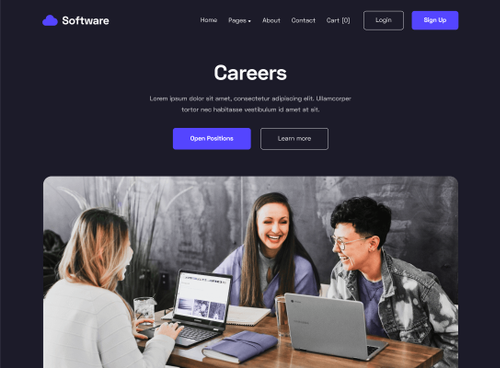 Software
Home Pages About Contact Cart [0] Login Sign Up
Careers
Lorem ipsum dolor sit amet, consectetur adipiscing elit. Ullamcorper
tortor nec habitasse vestibulum id amet at sit.
Open Positions Learn more